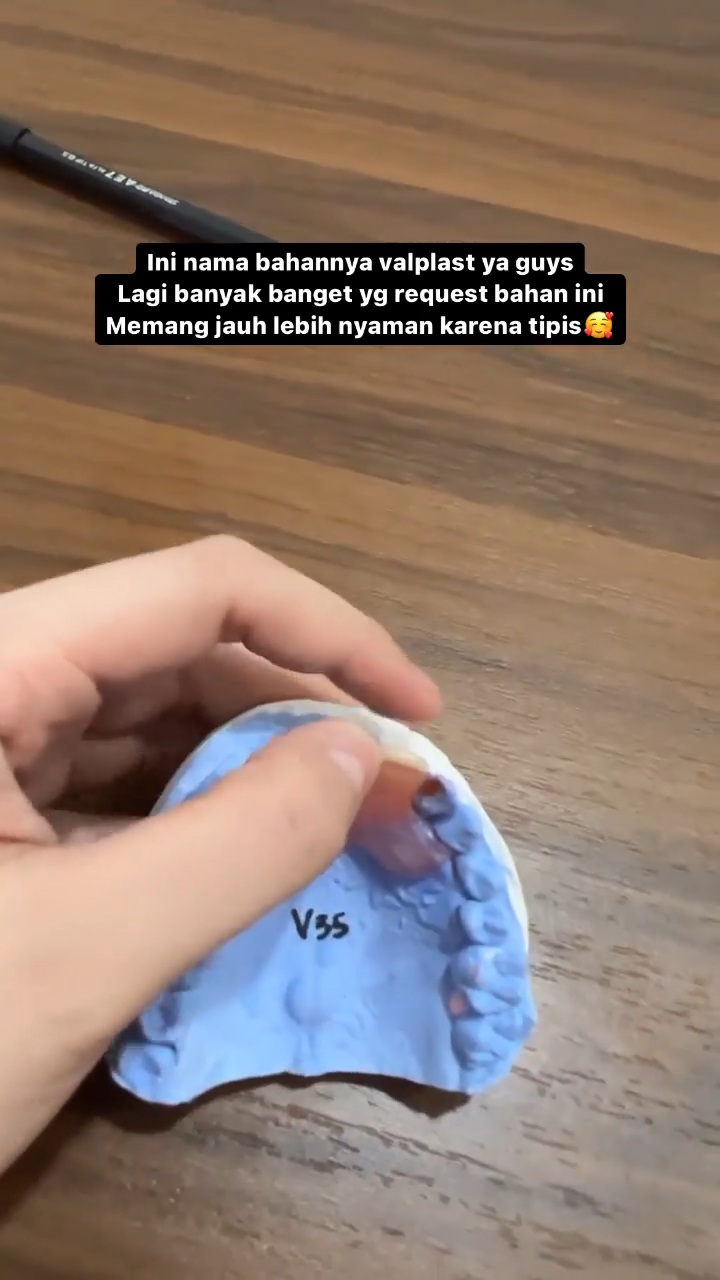 Ini nama bahannya valplast ya guys
Lagi banyak banget yg request bahan ini
Memang jauh lebih nyaman karena tipis🥰
V35